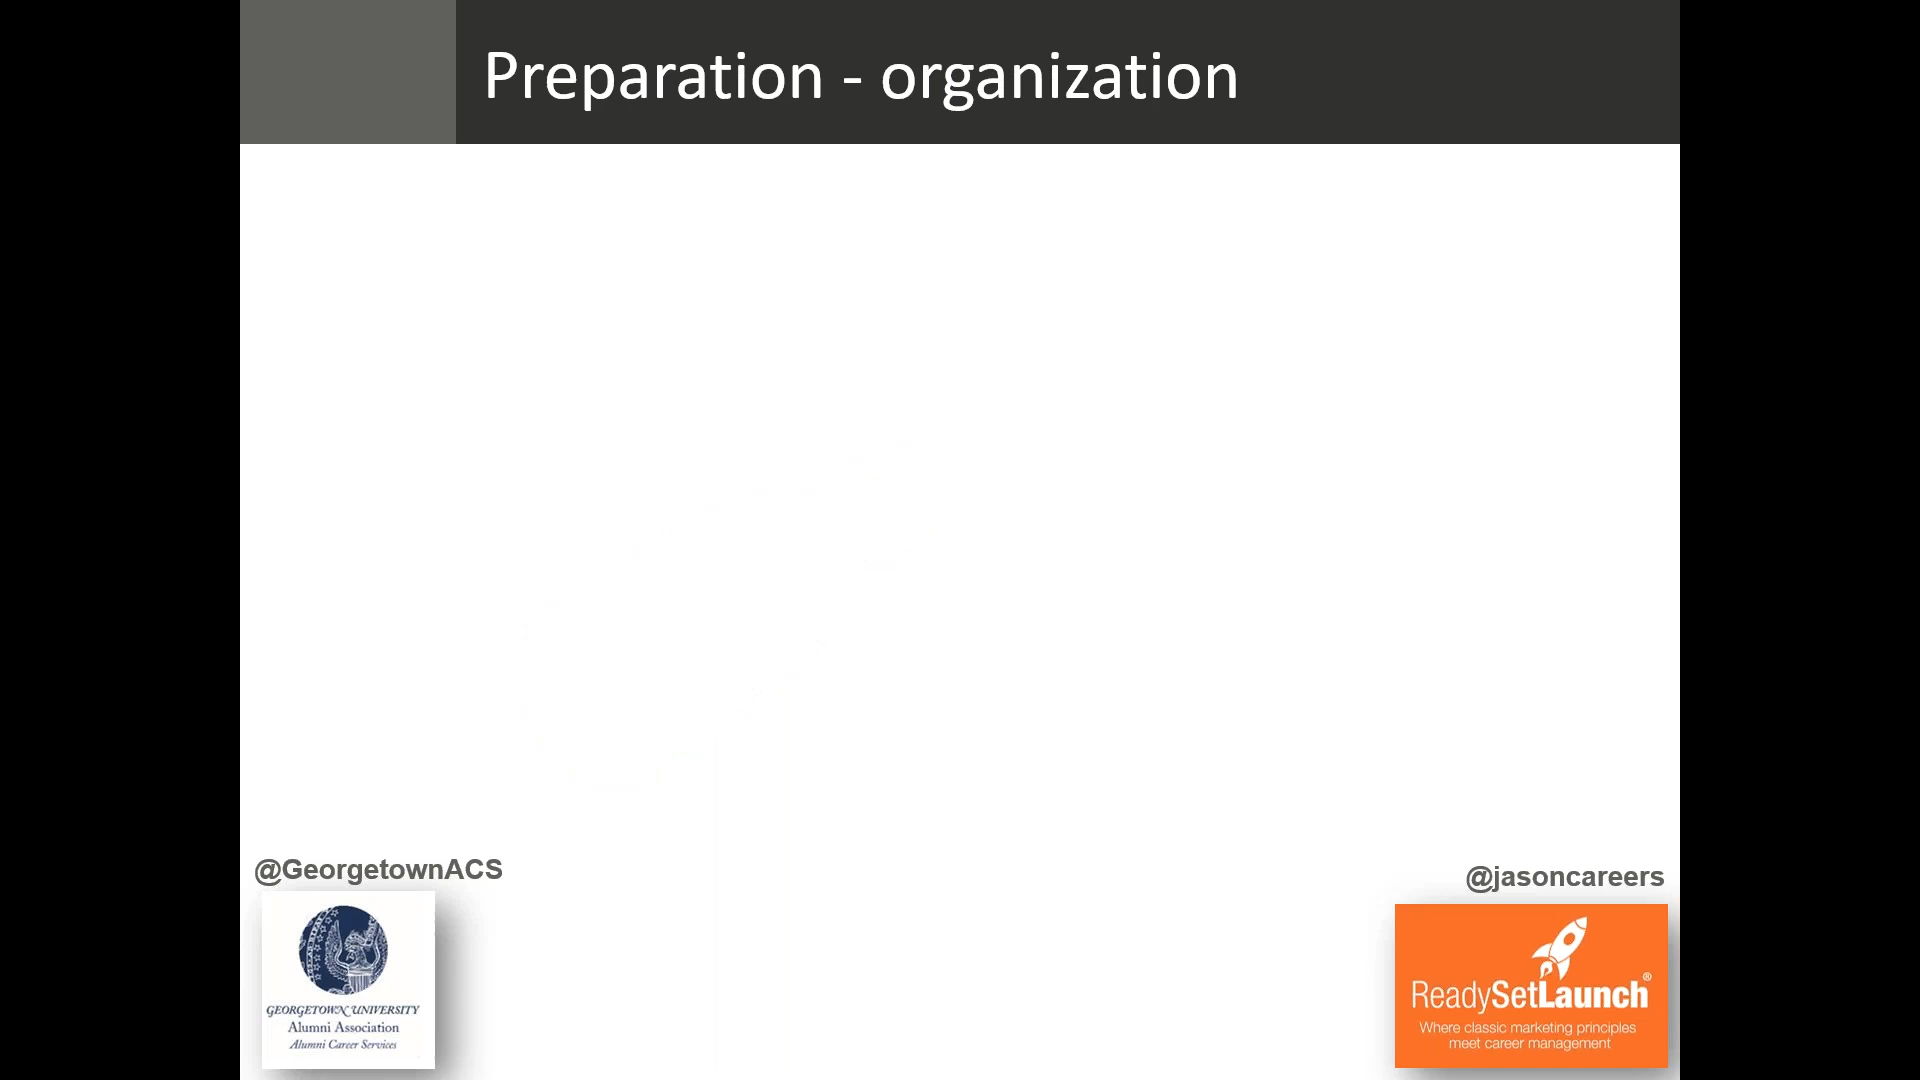 Preparation - organization
@GeorgetownACS
GEORGETOWN UNIVERSITY
Alumni Association
Alumni Career Services
@jasoncareers
ReadySetLaunch®
Where classic marketing principles
meet career management